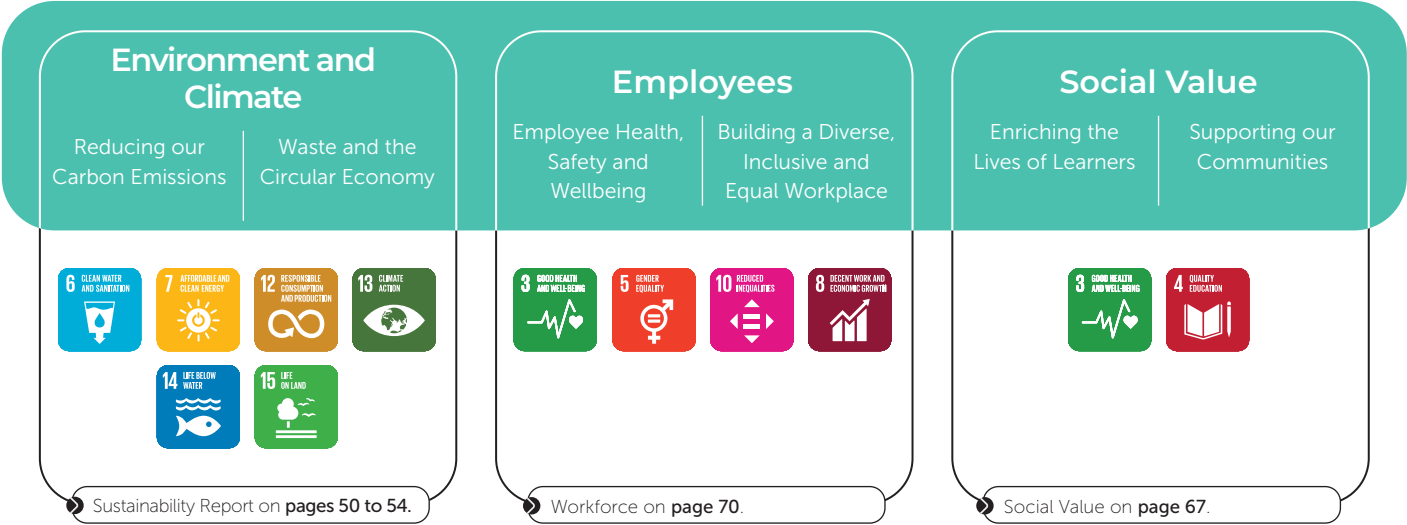 Environment and
Climate
Reducing our
Carbon Emissions
Waste and the
Circular Economy
6 CLEAN WATER
AND SANITATION
7 AFFORDABLE AND
CLEAN ENERGY
12 RESPONSIBLE
CONSUMPTION
AND PRODUCTION
13 CLIMATE
ACTION
14 LIFE BELOW
WATER
15 LIFE
ON LAND
Sustainability Report on pages 50 to 54.
Employees
Employee Health,
Safety and
Wellbeing
Building a Diverse,
Inclusive and
Equal Workplace
3 GOOD HEALTH
AND WELL-BEING
5 GENDER
EQUALITY
10 REDUCED
INEQUALITIES
8 DECENT WORK AND
ECONOMIC GROWTH
Workforce on page 70.
Social Value
Enriching the
Lives of Learners
Supporting our
Communities
3 GOOD HEALTH
AND WELL-BEING
4 QUALITY
EDUCATION
Social Value on page 67.